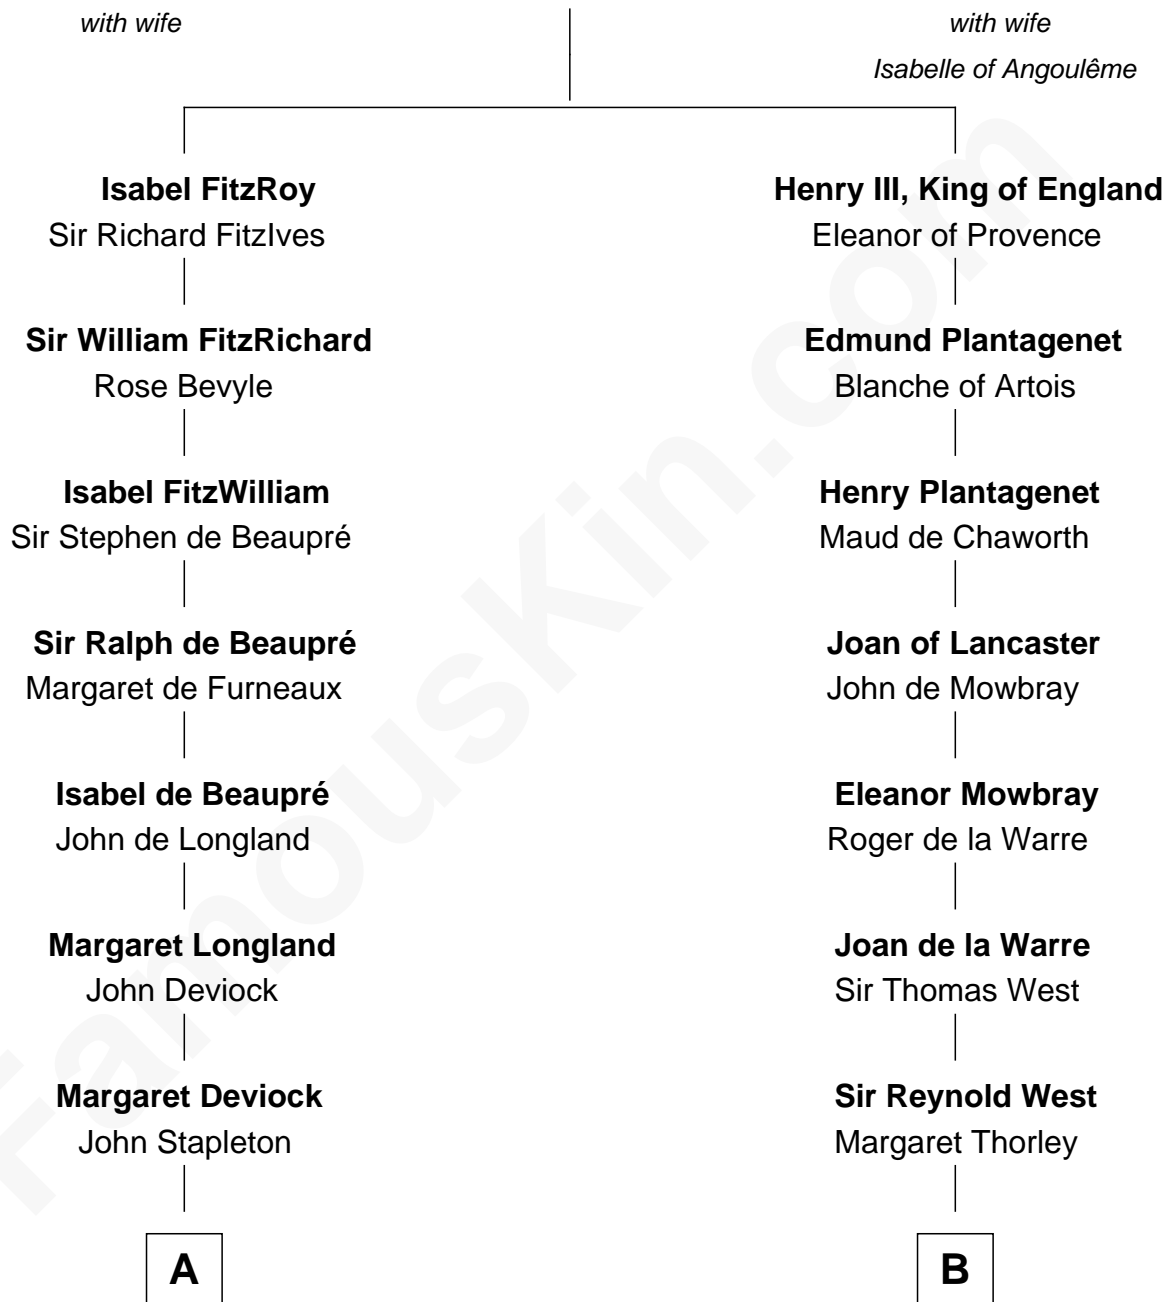 with wife
with wife
Isabelle of Angoulême
Isabel FitzRoy
Sir Richard FitzIves
Henry III, King of England
Eleanor of Provence
Sir William FitzRichard
Rose Bevyle
Edmund Plantagenet
Blanche of Artois
Isabel FitzWilliam
Sir Stephen de Beaupré
Henry Plantagenet
Maud de Chaworth
Sir Ralph de Beaupré
Margaret de Furneaux
Joan of Lancaster
John de Mowbray
Isabel de Beaupré
John de Longland
Eleanor Mowbray
Roger de la Warre
Margaret Longland
John Deviock
Joan de la Warre
Sir Thomas West
Margaret Deviock
John Stapleton
Sir Reynold West
Margaret Thorley
A
B
FamousKin.com